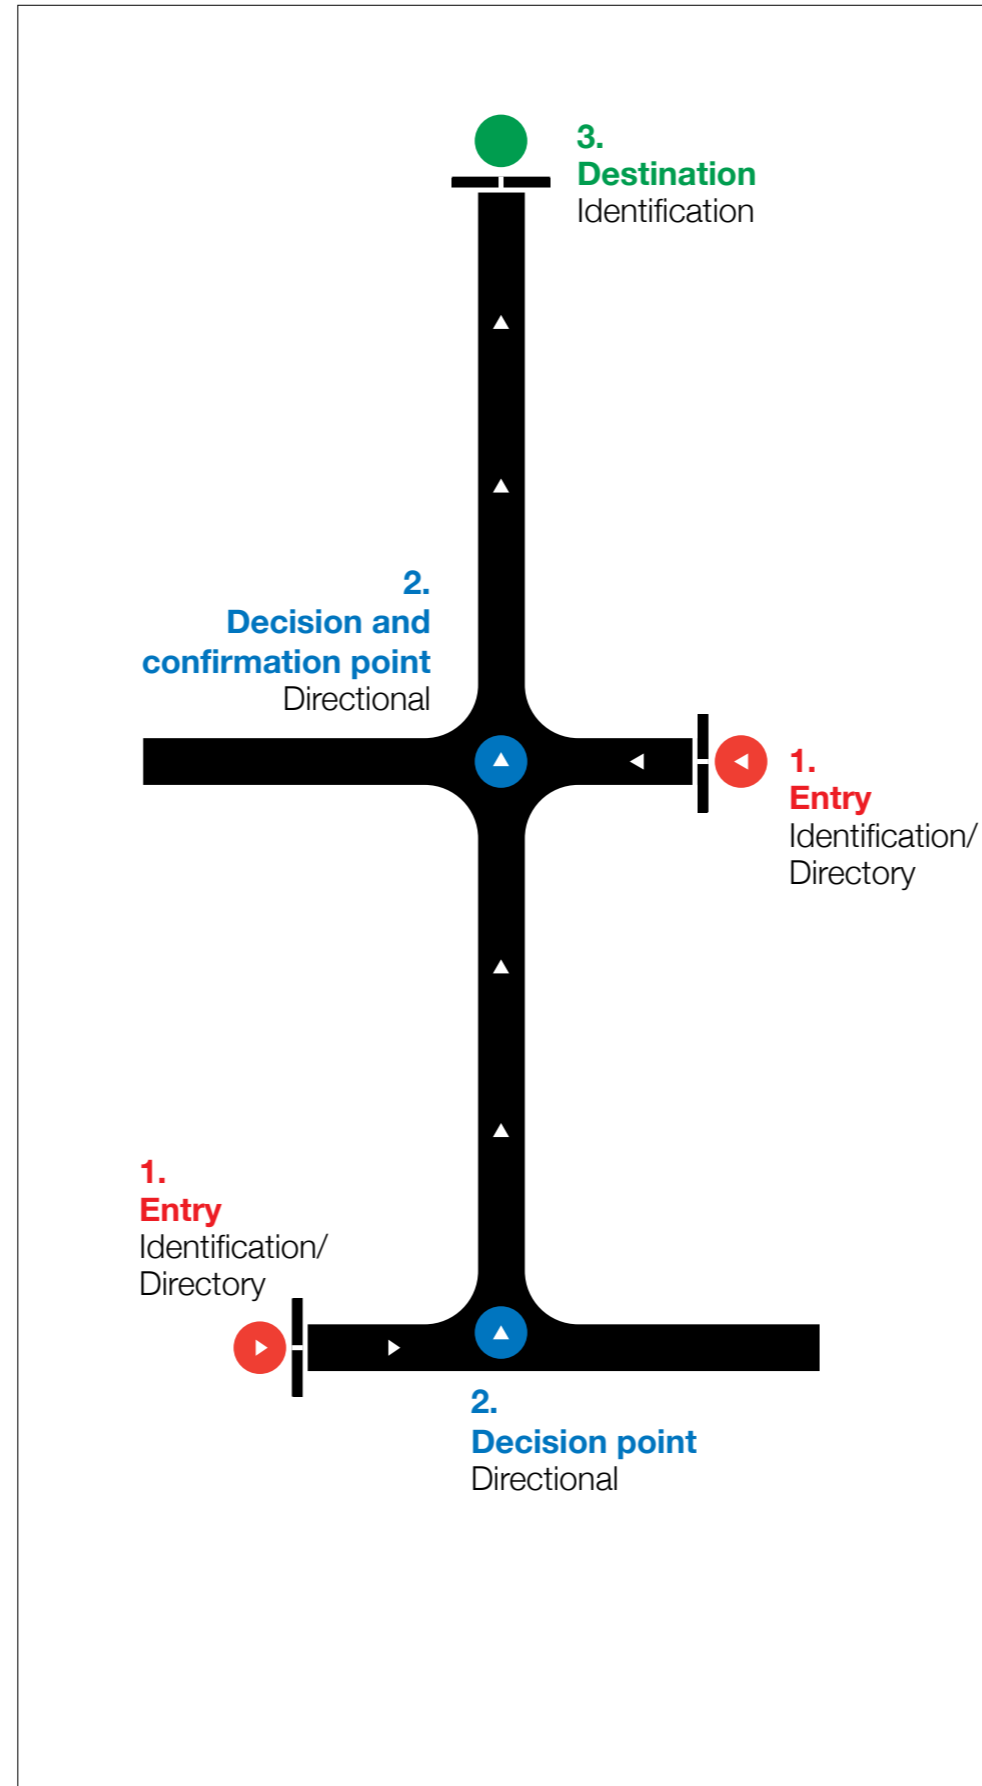 3.
Destination
Identification
2.
Decision and
confirmation point
Directional
1.
Entry
Identification/
Directory
1.
Entry
Identification/
Directory
2.
Decision point
Directional